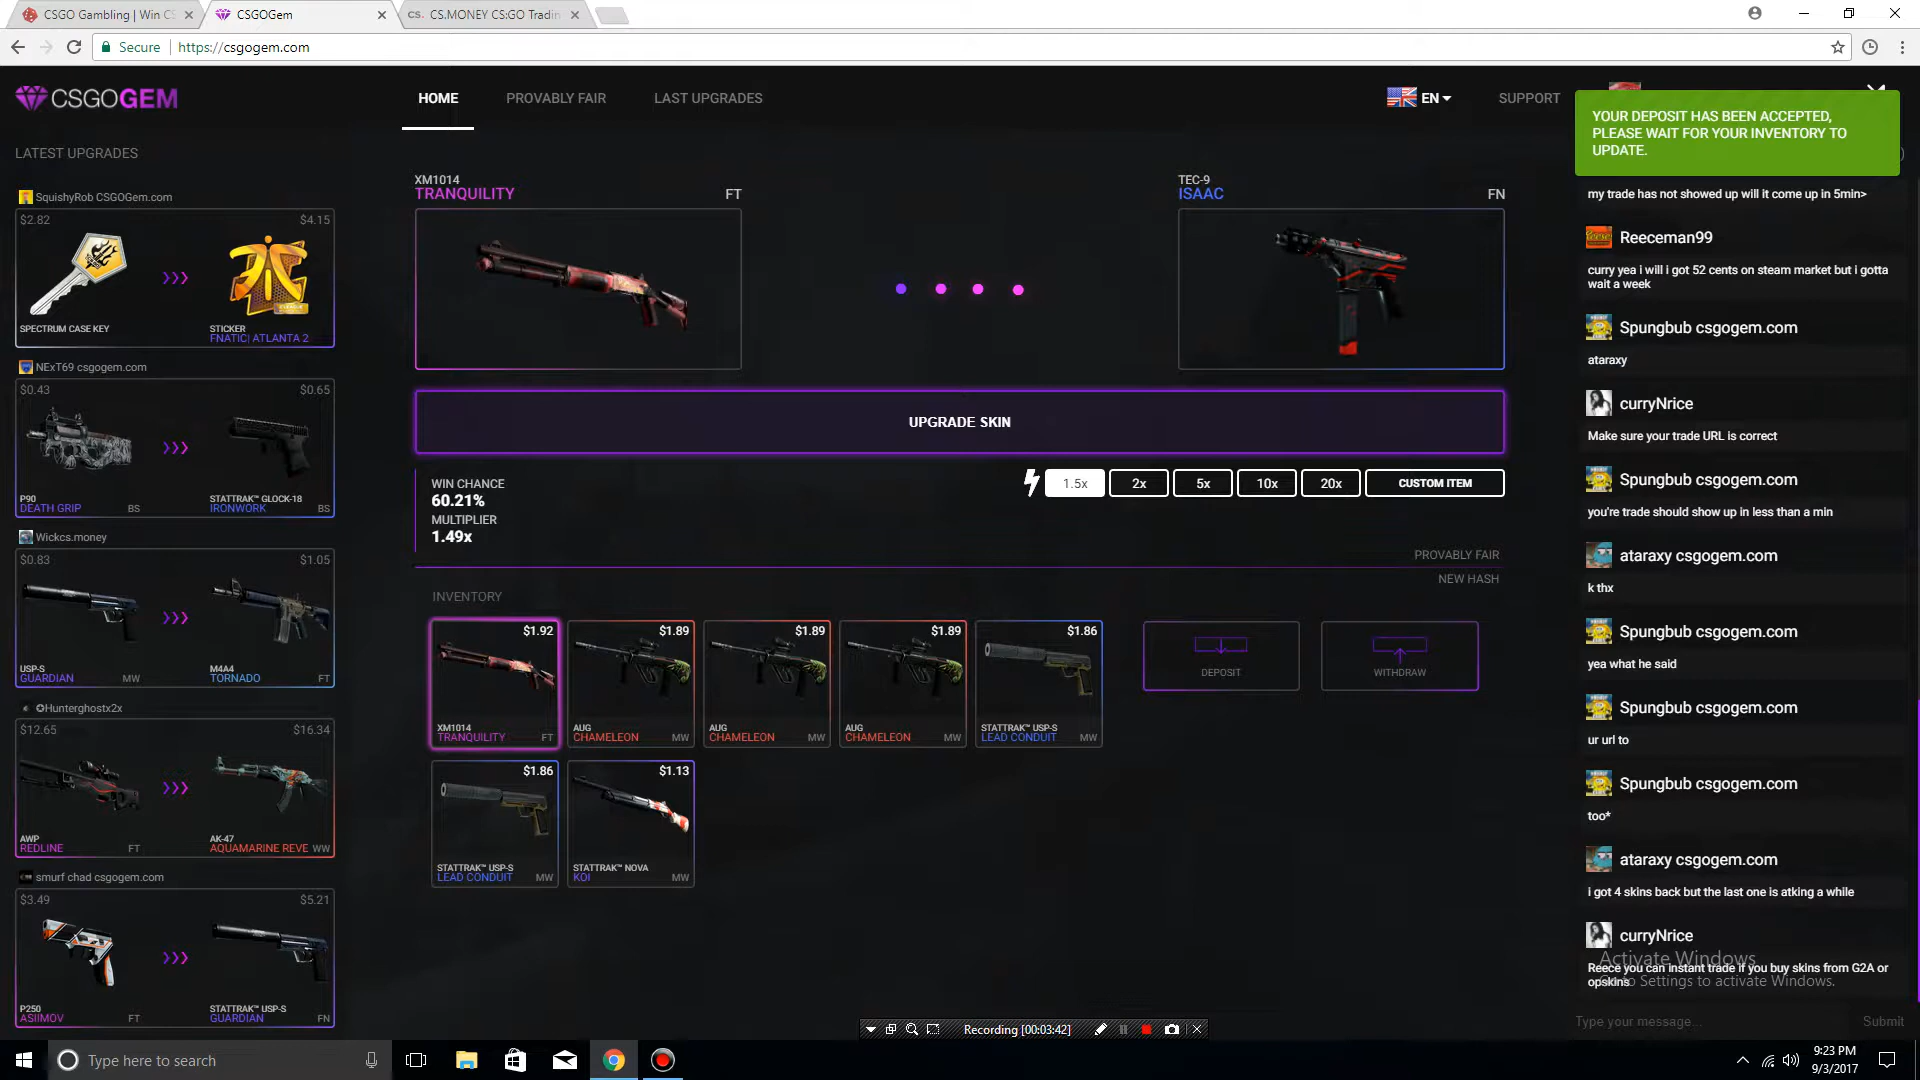 CSGO Gambling | Win CS
CSGOGem
CS. CS.MONEY CS:GO Tradin
Secure https://csgogem.com
CSGOGEM
HOME
PROVABLY FAIR
LAST UPGRADES
EN
SUPPORT
YOUR DEPOSIT HAS BEEN ACCEPTED,
PLEASE WAIT FOR YOUR INVENTORY TO
UPDATE.
LATEST UPGRADES
SquishyRob CSGOGem.com
$2.82
$4.15
SPECTRUM CASE KEY
STICKER
FNATIC| ATLANTA 2
NExT69 csgogem.com
$0.43
$0.65
P90
DEATH GRIP
BS
STATTRAK™ GLOCK-18
IRONWORK
BS
Wickcs.money
$0.83
$1.05
USP-S
GUARDIAN
MW
M4A4
TORNADO
FT
✪Hunterghostx2x
$12.65
$16.34
AWP
REDLINE
FT
AK-47
AQUAMARINE REVE
WW
smurf chad csgogem.com
$3.49
$5.21
P250
ASIIMOV
FT
STATTRAK™ USP-S
GUARDIAN
FN
XM1014
TRANQUILITY
FT
TEC-9
ISAAC
FN
UPGRADE SKIN
WIN CHANCE
60.21%
MULTIPLIER
1.49x
1.5x
2x
5x
10x
20x
CUSTOM ITEM
PROVABLY FAIR
NEW HASH
INVENTORY
$1.92
XM1014
TRANQUILITY
FT
$1.89
AUG
CHAMELEON
MW
$1.89
AUG
CHAMELEON
MW
$1.89
AUG
CHAMELEON
MW
$1.86
STATTRAK™ USP-S
LEAD CONDUIT
MW
$1.86
STATTRAK™ USP-S
LEAD CONDUIT
MW
$1.13
STATTRAK™ NOVA
KOI
MW
DEPOSIT
WITHDRAW
my trade has not showed up will it come up in 5min>
Reeceman99
curry yea i will i got 52 cents on steam market but i gotta
wait a week
Spungbub csgogem.com
ataraxy
curryNrice
Make sure your trade URL is correct
Spungbub csgogem.com
you're trade should show up in less than a min
ataraxy csgogem.com
k thx
Spungbub csgogem.com
yea what he said
Spungbub csgogem.com
ur url to
Spungbub csgogem.com
too*
ataraxy csgogem.com
i got 4 skins back but the last one is atking a while
curryNrice
Activate Windows
Reece you can instant trade if you buy skins from G2A or
opskins
to Settings to activate Windows.
Type your message...
Submit
Recording [00:03:42]
Type here to search
9:23 PM
9/3/2017